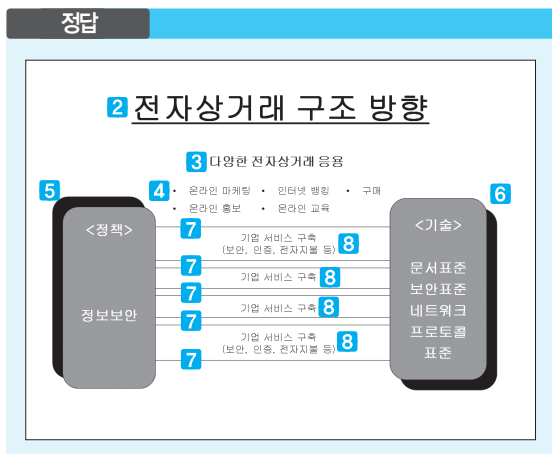 정답
2 전자상거래 구조 방향
3 다양한 전자상거래 응용
4 • 온라인 마케팅 • 인터넷 뱅킹 • 구매
• 온라인 홍보 • 온라인 교육
5
<정책>
정보보안
7
기업 서비스 구축
(보안, 인증, 전자지불 등) 8
7
기업 서비스 구축 8
7
기업 서비스 구축 8
7
기업 서비스 구축
(보안, 인증, 전자지불 등) 8
7
6
<기술>
문서표준
보안표준
네트워크
프로토콜
표준